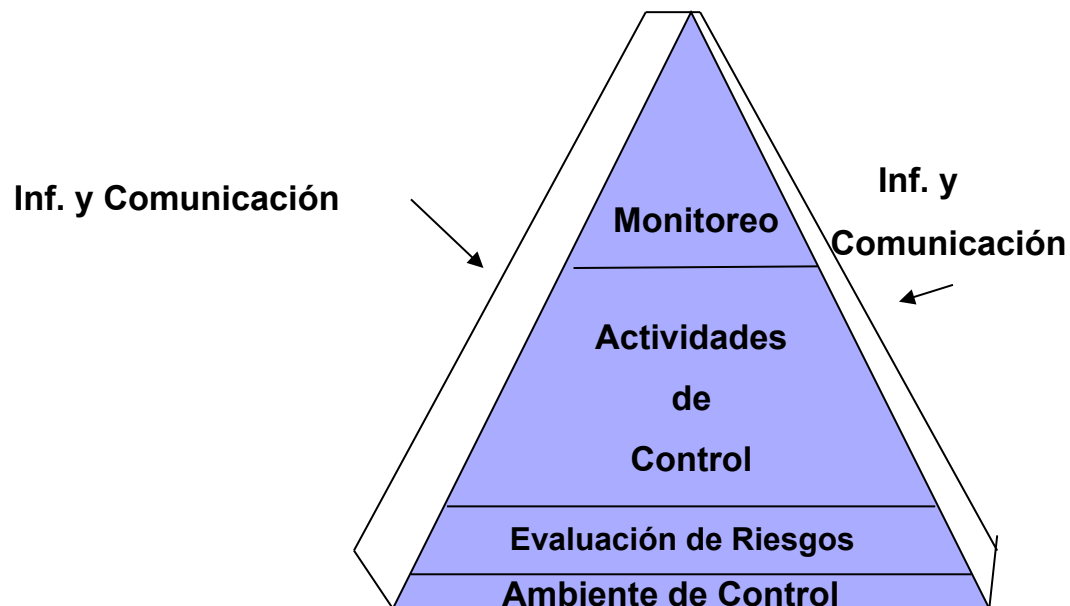 Inf. y Comunicación
Inf. y
Comunicación
Monitoreo
Actividades
de
Control
Evaluación de Riesgos
Ambiente de Control